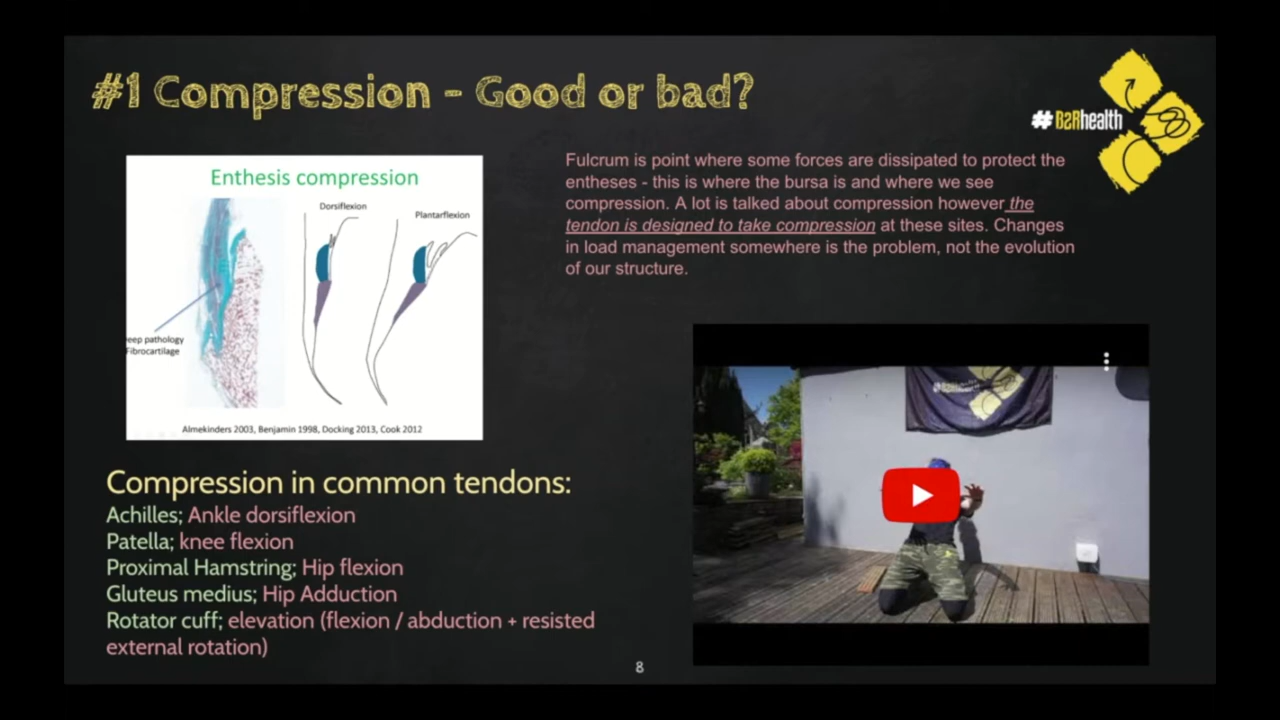 #1 Compression - Good or bad?
#B2Rhealth
Enthesis compression
Dorsiflexion
Plantarflexion
eep pathology
Fibrocartilage
Almekinders 2003, Benjamin 1998, Docking 2013, Cook 2012
Fulcrum is point where some forces are dissipated to protect the
entheses - this is where the bursa is and where we see
compression. A lot is talked about compression however the
tendon is designed to take compression at these sites. Changes
in load management somewhere is the problem, not the evolution
of our structure.
Compression in common tendons:
Achilles; Ankle dorsiflexion
Patella; knee flexion
Proximal Hamstring; Hip flexion
Gluteus medius; Hip Adduction
Rotator cuff; elevation (flexion / abduction + resisted
external rotation)
8